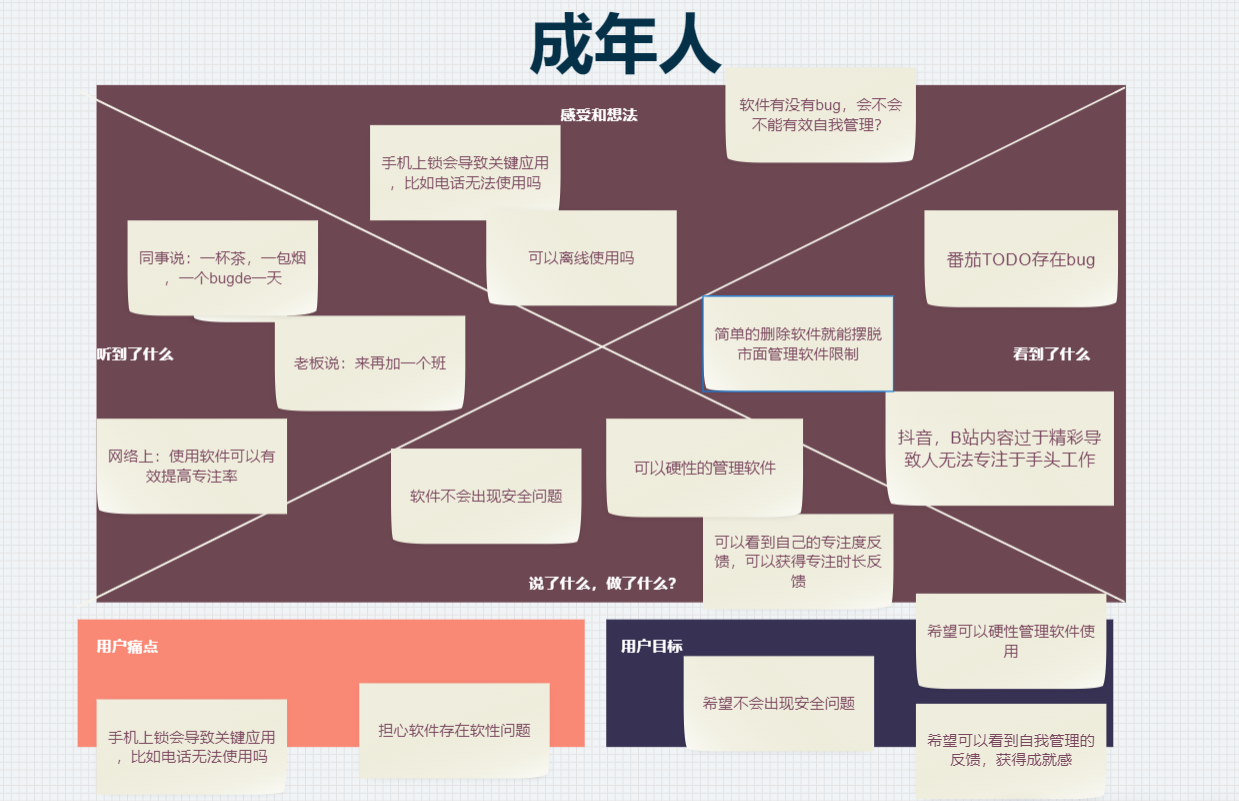 成年人
感受和想法
软件有没有bug，会不会
不能有效自我管理？
手机上锁会导致关键应用
，比如电话无法使用吗
可以离线使用吗
同事说：一杯茶，一包烟
，一个bugde一天
老板说：来再加一个班
听到了什么
网络上：使用软件可以有
效提高专注率
番茄TODO存在bug
简单的删除软件就能摆脱
市面管理软件限制
看到了什么
抖音，B站内容过于精彩导
致人无法专注于手头工作
软件不会出现安全问题
可以硬性的管理软件
可以看到自己的专注度反
馈，可以获得专注时长反
馈
说了什么，做了什么？
用户痛点
手机上锁会导致关键应用
，比如电话无法使用吗
担心软件存在软性问题
用户目标
希望不会出现安全问题
希望可以硬性管理软件使
用
希望可以看到自我管理的
反馈，获得成就感